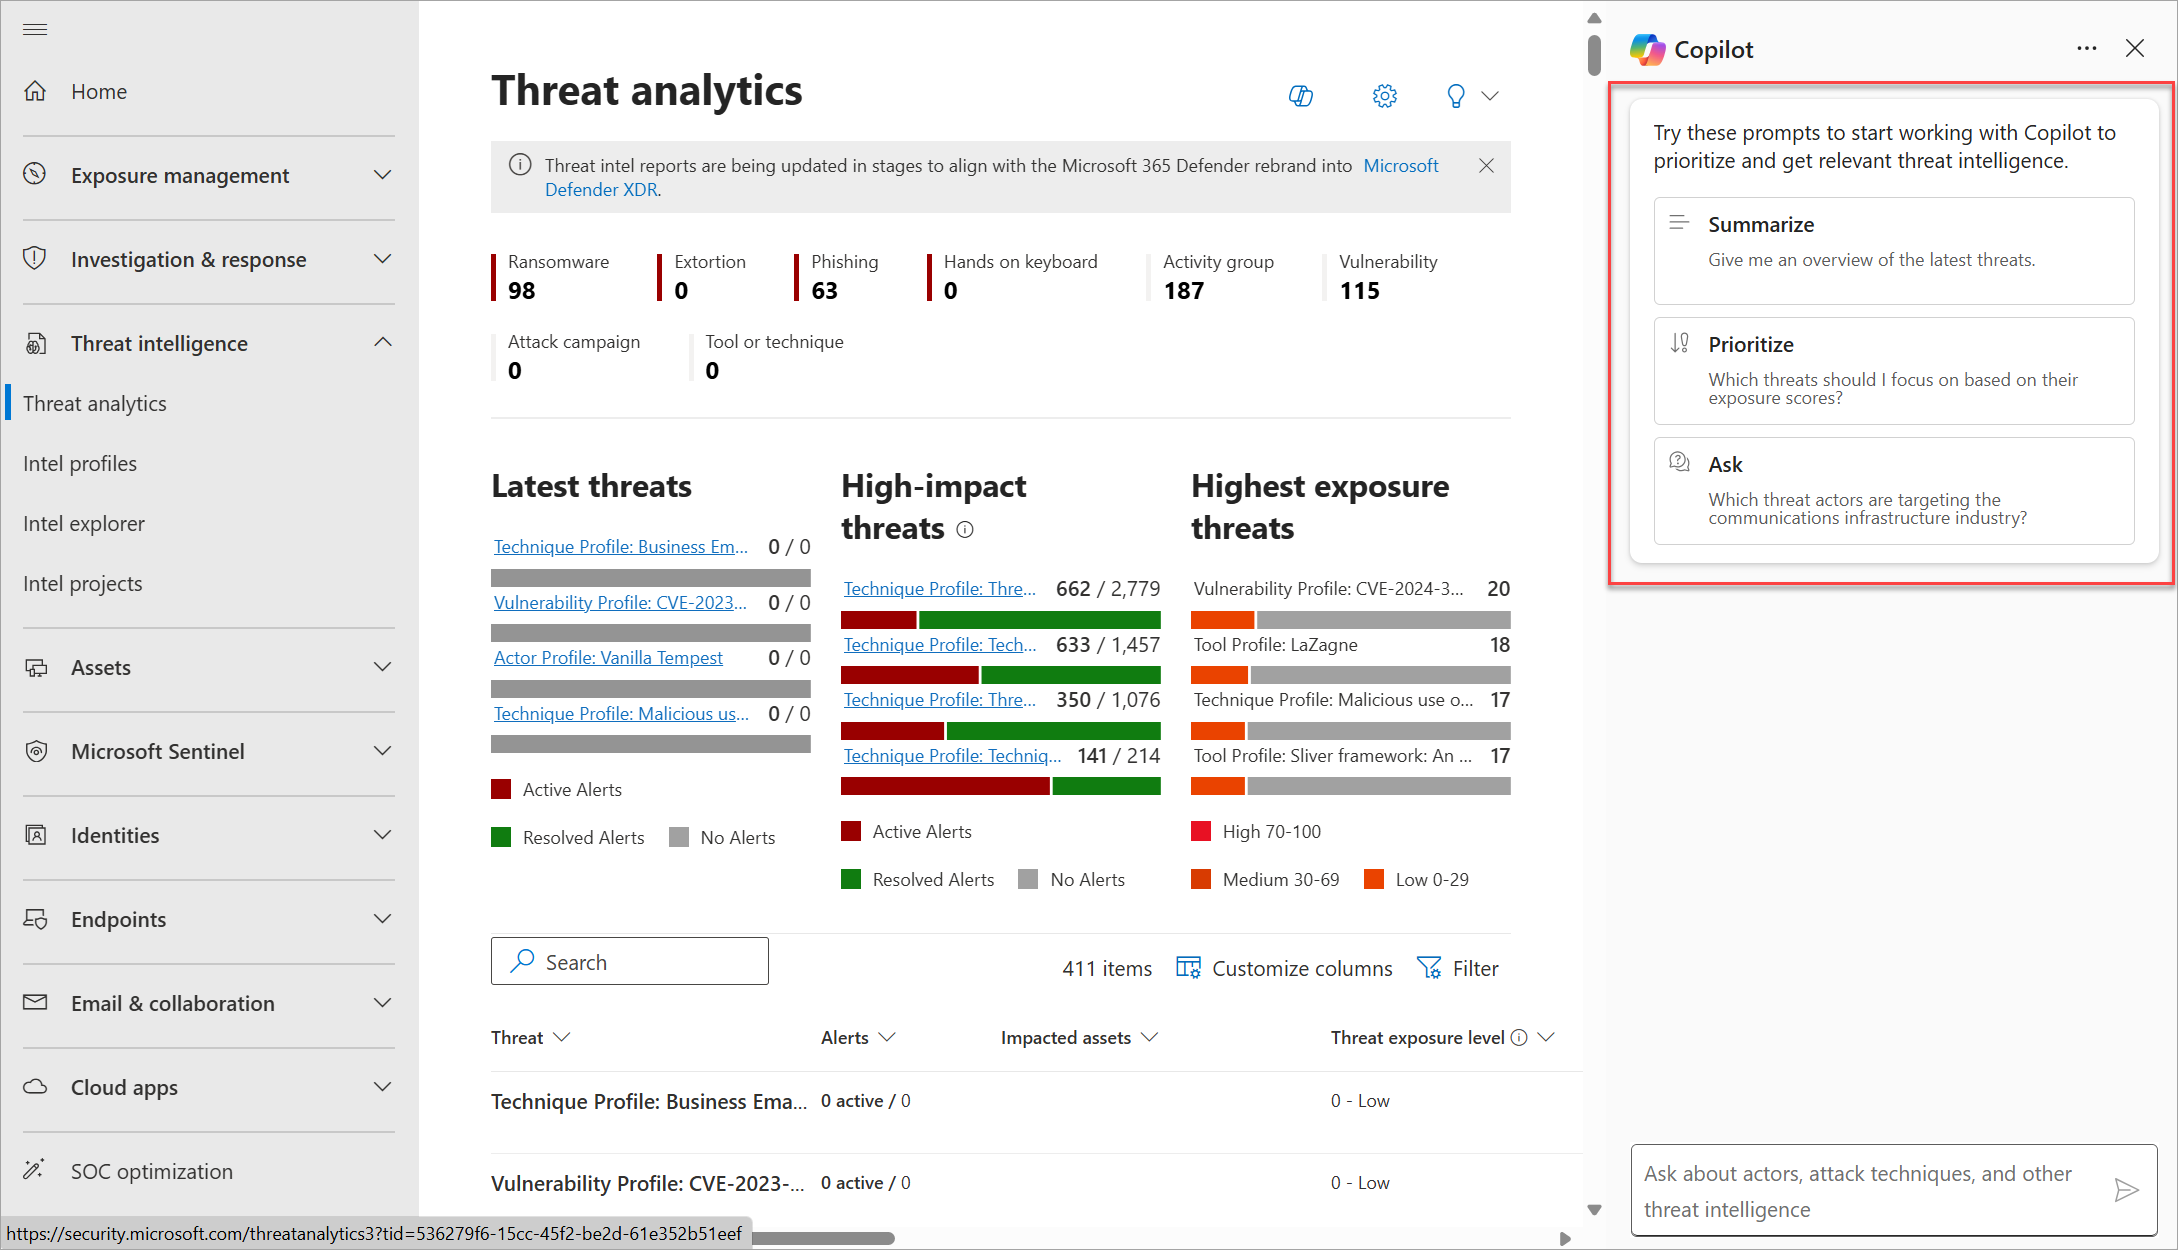 Home
Exposure management
Investigation & response
Threat intelligence
Threat analytics
Intel profiles
Intel explorer
Intel projects
Assets
Microsoft Sentinel
Identities
Endpoints
Email & collaboration
Cloud apps
SOC optimization
https://security.microsoft.com/threatanalytics3?tid=536279f6-15cc-45f2-be2d-61e352b51eef
Threat analytics
Threat intel reports are being updated in stages to align with the Microsoft 365 Defender rebrand into Microsoft
Defender XDR.
Ransomware
98
Extortion
0
Phishing
63
Hands on keyboard
0
Activity group
187
Vulnerability
115
Attack campaign
0
Tool or technique
0
Latest threats
Technique Profile: Business Em... 0 / 0
Vulnerability Profile: CVE-2023... 0 / 0
Actor Profile: Vanilla Tempest 0 / 0
Technique Profile: Malicious us... 0 / 0
Active Alerts
Resolved Alerts No Alerts
High-impact
threats
Technique Profile: Thre... 662 / 2,779
Technique Profile: Tech... 633 / 1,457
Technique Profile: Thre... 350 / 1,076
Technique Profile: Techniq... 141 / 214
Active Alerts
Resolved Alerts No Alerts
Highest exposure
threats
Vulnerability Profile: CVE-2024-3... 20
Tool Profile: LaZagne 18
Technique Profile: Malicious use o... 17
Tool Profile: Sliver framework: An ... 17
High 70-100
Medium 30-69 Low 0-29
Search
411 items Customize columns Filter
Threat Alerts Impacted assets Threat exposure level
Technique Profile: Business Ema... 0 active / 0 0 - Low
Vulnerability Profile: CVE-2023-... 0 active / 0 0 - Low
Copilot
Try these prompts to start working with Copilot to
prioritize and get relevant threat intelligence.
Summarize
Give me an overview of the latest threats.
Prioritize
Which threats should I focus on based on their
exposure scores?
Ask
Which threat actors are targeting the
communications infrastructure industry?
Ask about actors, attack techniques, and other
threat intelligence